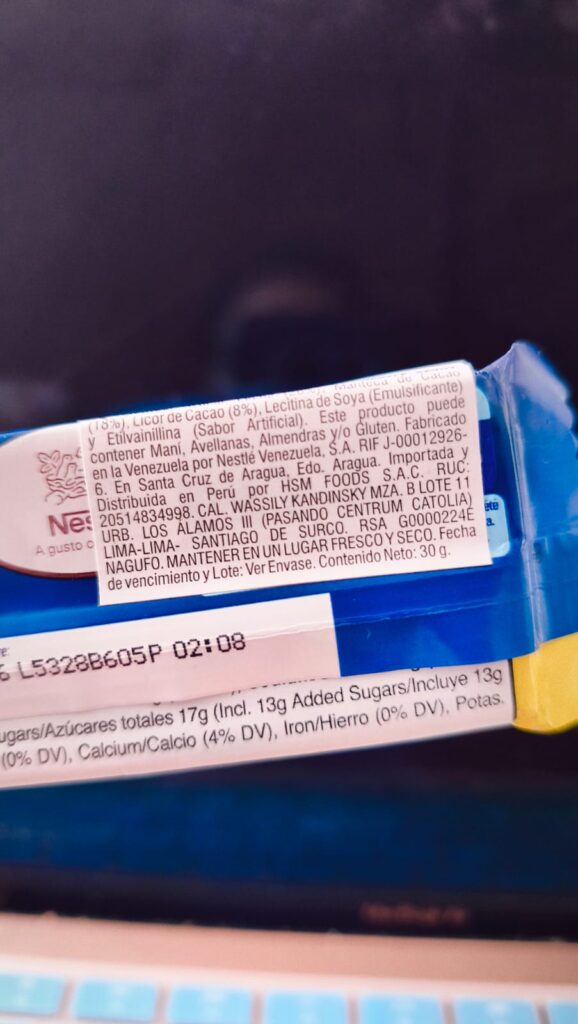 Manteca de Cacao
(18%), Licor de Cacao (8%), Lecitina de Soya (Emulsificante)
y Etilvainillina (Sabor Artificial). Este producto puede
contener Maní, Avellanas, Almendras y/o Gluten. Fabricado
en la Venezuela por Nestlé Venezuela, S.A. RIF J-00012926-
6. En Santa Cruz de Aragua, Edo. Aragua. Importada y
Distribuida en Perú por HSM FOODS S.A.C. RUC:
20514834998. CAL. WASSILY KANDINSKY MZA. B LOTE 11
URB. LOS ALAMOS III (PASANDO CENTRUM CATOLIA)
LIMA-LIMA- SANTIAGO DE SURCO. RSA G0000224E
NAGUFO. MANTENER EN UN LUGAR FRESCO Y SECO. Fecha
de vencimiento y Lote: Ver Envase. Contenido Neto: 30 g.
Nes
A gusto c
6 L5328B605P 02:08
ugars/Azúcares totales 17g (Incl. 13g Added Sugars/Incluye 13g
(0% DV), Calcium/Calcio (4% DV), Iron/Hierro (0% DV), Potas.